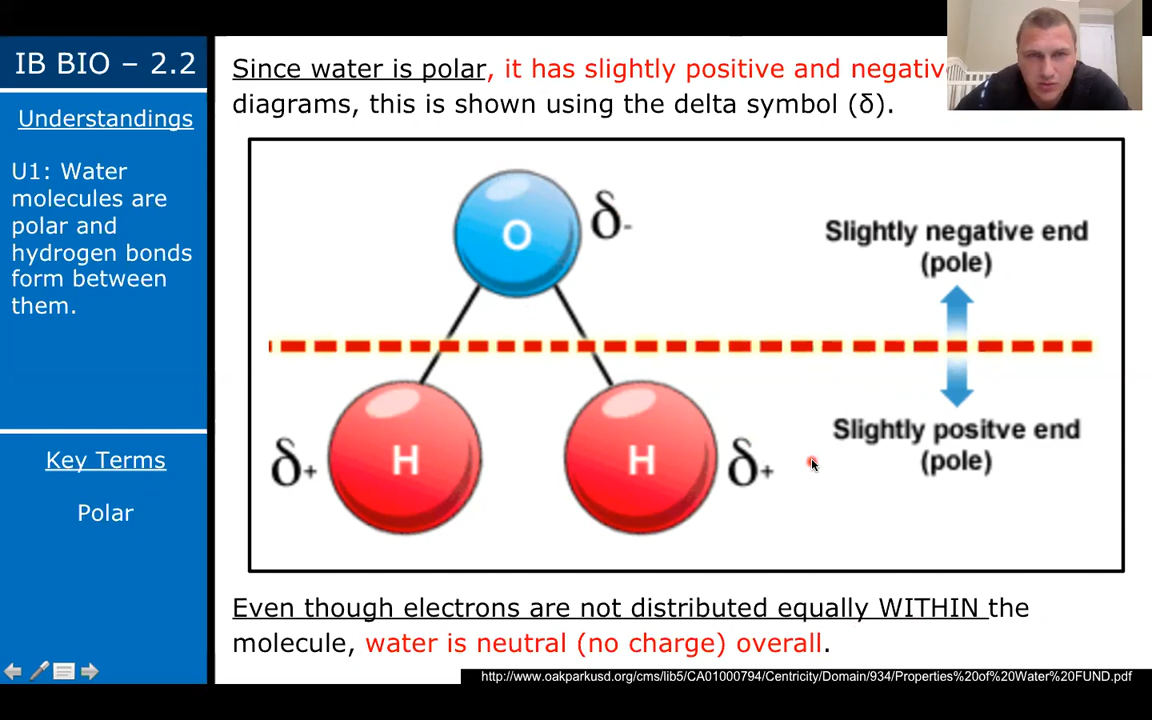 IB BIO – 2.2
Understandings
U1: Water
molecules are
polar and
hydrogen bonds
form between
them.
Key Terms
Polar
Since water is polar, it has slightly positive and
diagrams, this is shown using the delta symbol (δ).
O
δ-
Slightly negative end
(pole)
δ+
H
H
δ+
Slightly positve end
(pole)
Even though electrons are not distributed equally WITHIN the
molecule, water is neutral (no charge) overall.
http://www.oakparkusd.org/cms/lib5/CA01000794/Centricity/Domain/934/Properties%20of%20Water%20FUND.pdf